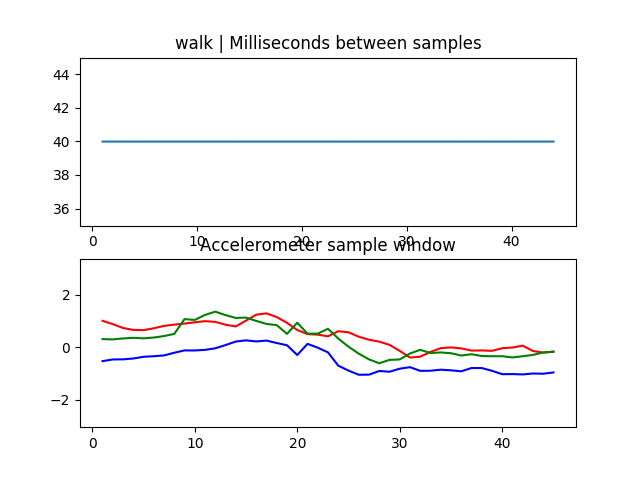 walk | Milliseconds between samples
44
42
40
38
36
0 10 20 30 40
Accelerometer sample window
2
0
−2
0 10 20 30 40